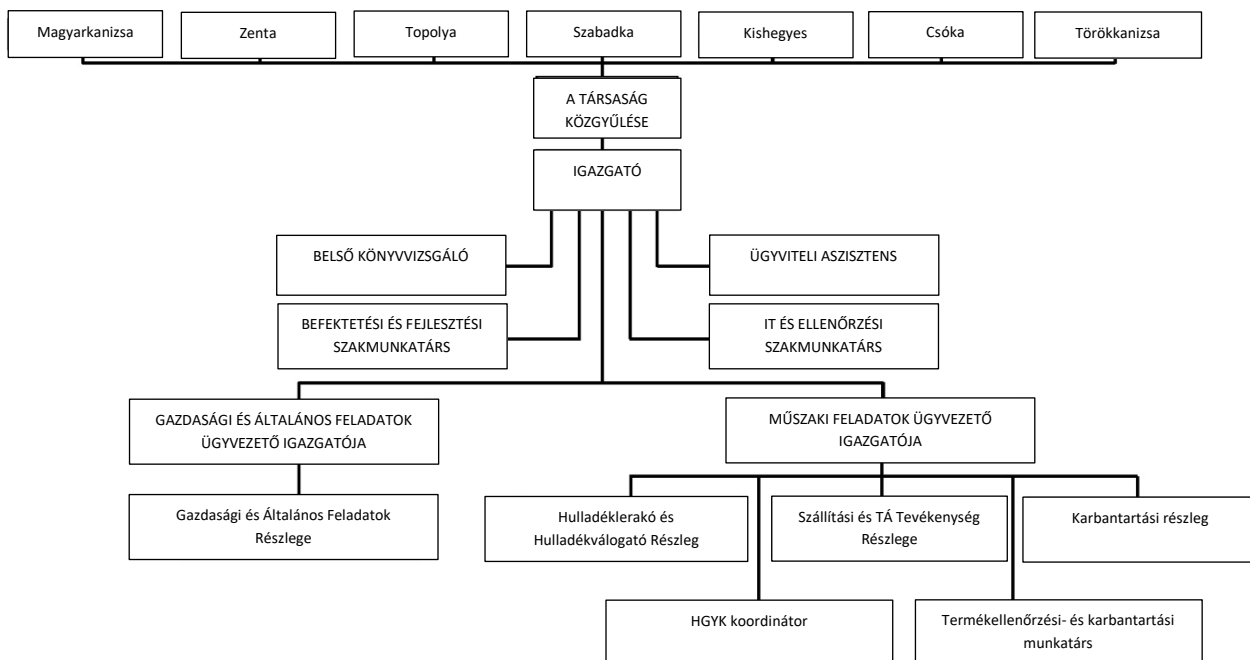 Magyarkanizsa
Zenta
Topolya
Szabadka
Kishegyes
Csóka
Törökkanizsa
A TÁRSASÁG
KÖZGYŰLÉSE
IGAZGATÓ
BELSŐ KÖNYVVIZSGÁLÓ
ÜGYVITELI ASZISZTENS
BEFEKTETÉSI ÉS FEJLESZTÉSI
SZAKMUNKATÁRS
IT ÉS ELLENŐRZÉSI
SZAKMUNKATÁRS
GAZDASÁGI ÉS ÁLTALÁNOS FELADATOK
ÜGYVEZETŐ IGAZGATÓJA
MŰSZAKI FELADATOK ÜGYVEZETŐ
IGAZGATÓJA
Gazdasági és Általános Feladatok
Részlege
Hulladéklerakó és
Hulladékválogató Részleg
Szállítási és TÁ Tevékenység
Részlege
Karbantartási részleg
HGYK koordinátor
Termékellenőrzési- és karbantartási
munkatárs